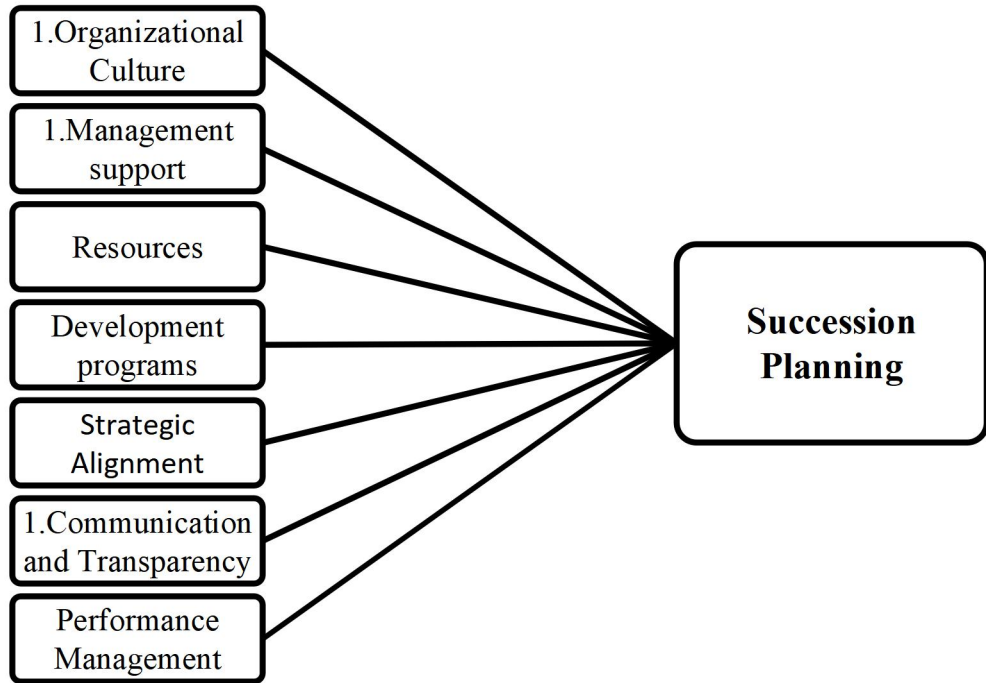 1.Organizational
Culture
1.Management
support
Resources
Development
programs
Strategic
Alignment
1.Communication
and Transparency
Performance
Management
Succession
Planning